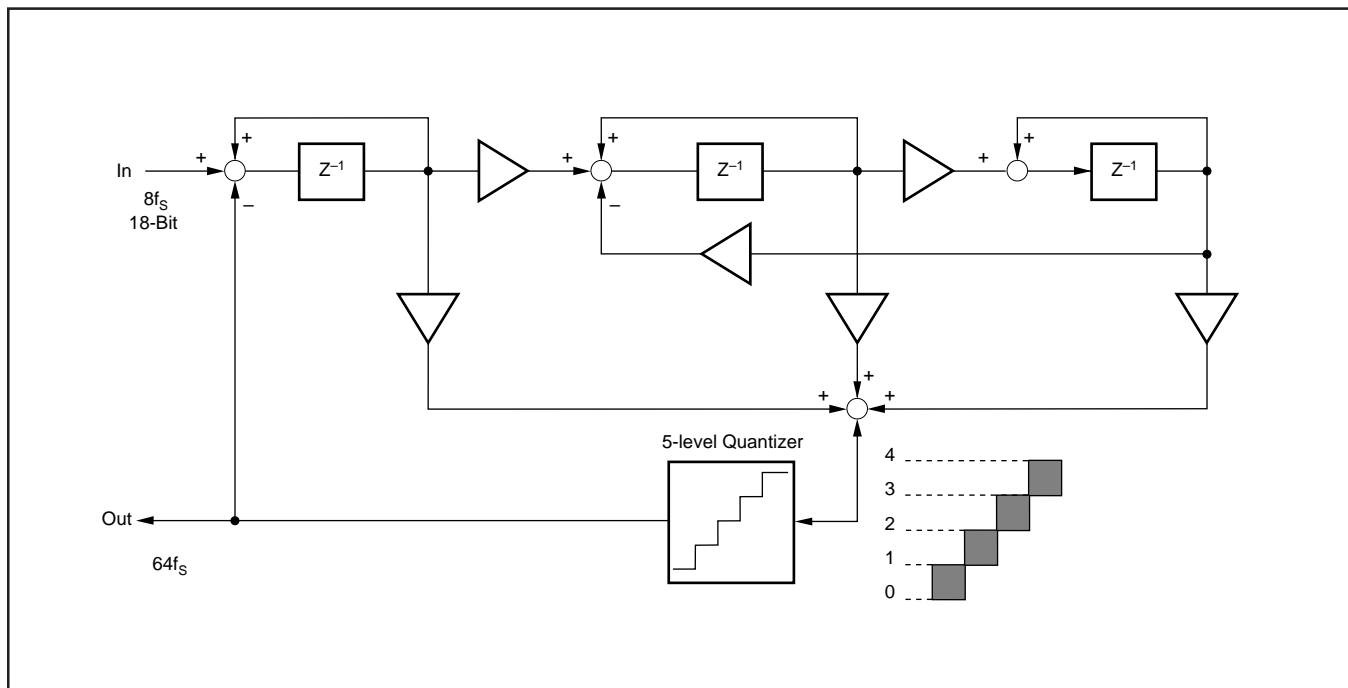 + + +
In + Z⁻¹ + Z⁻¹ + Z⁻¹
– –
8fS
18-Bit
+
+ +
5-level Quantizer
4
3
2
1
0
Out
64fS